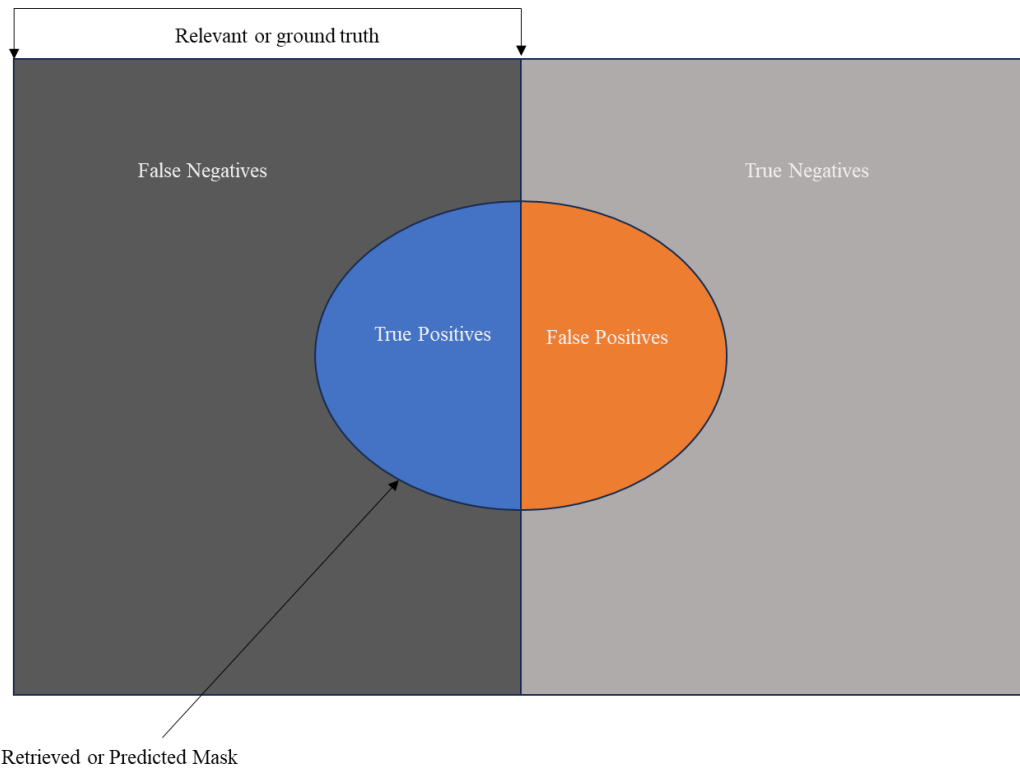 Relevant or ground truth
False Negatives
True Negatives
True Positives
False Positives
Retrieved or Predicted Mask